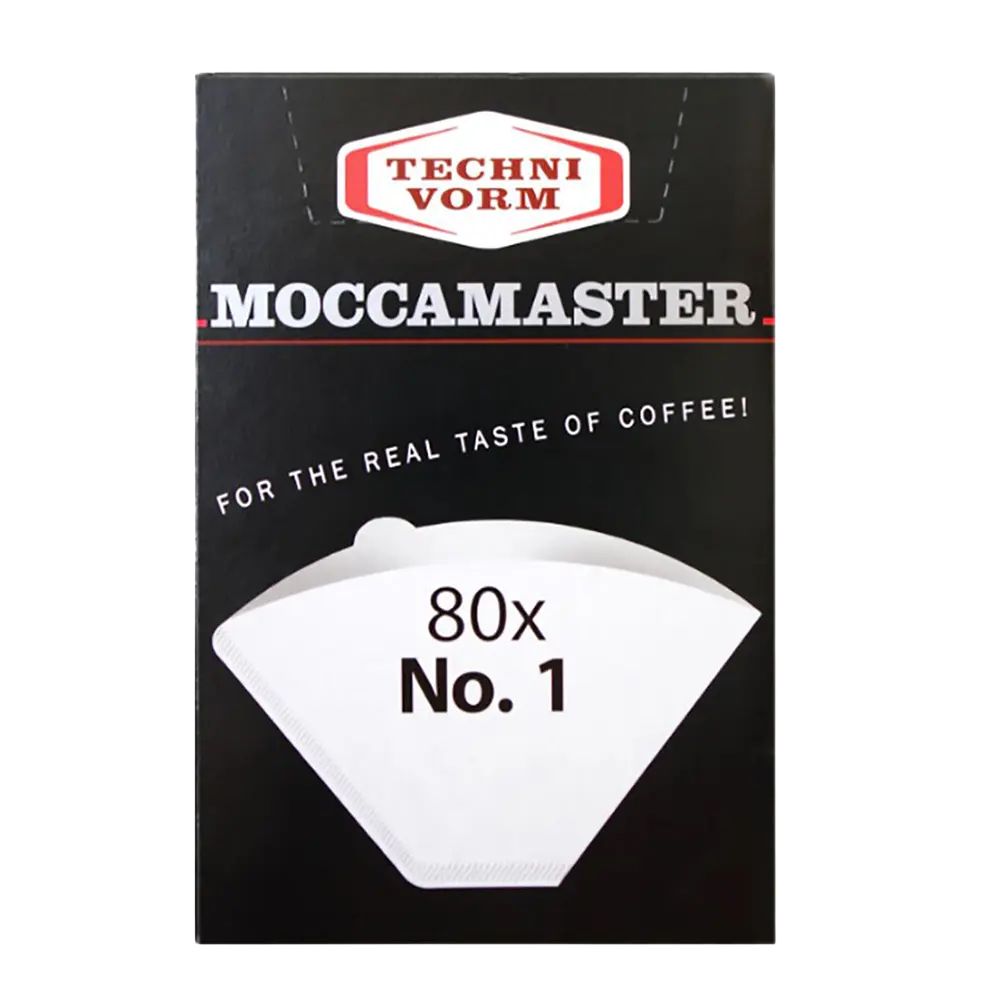 TECHNI
VORM
MOCCAMASTER
FOR THE REAL TASTE OF COFFEE!
80x
No. 1